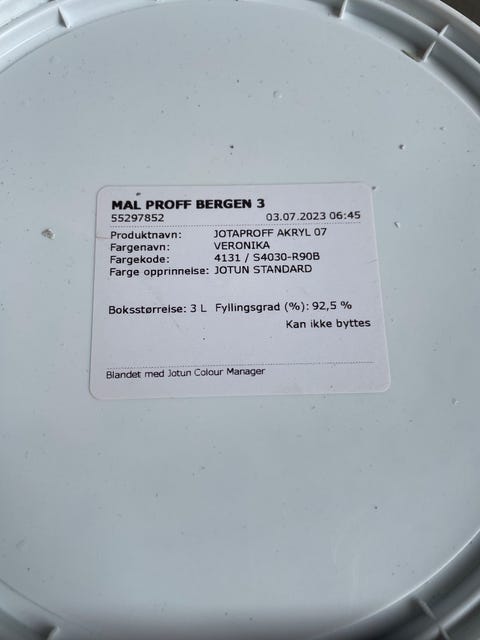 MAL PROFF BERGEN 3
55297852 03.07.2023 06:45
Produktnavn: JOTAPROFF AKRYL 07
Fargenavn: VERONIKA
Fargekode: 4131 / S4030-R90B
Farge opprinnelse: JOTUN STANDARD
Boksstørrelse: 3 L Fyllingsgrad (%): 92,5 %
Kan ikke byttes
Blandet med Jotun Colour Manager